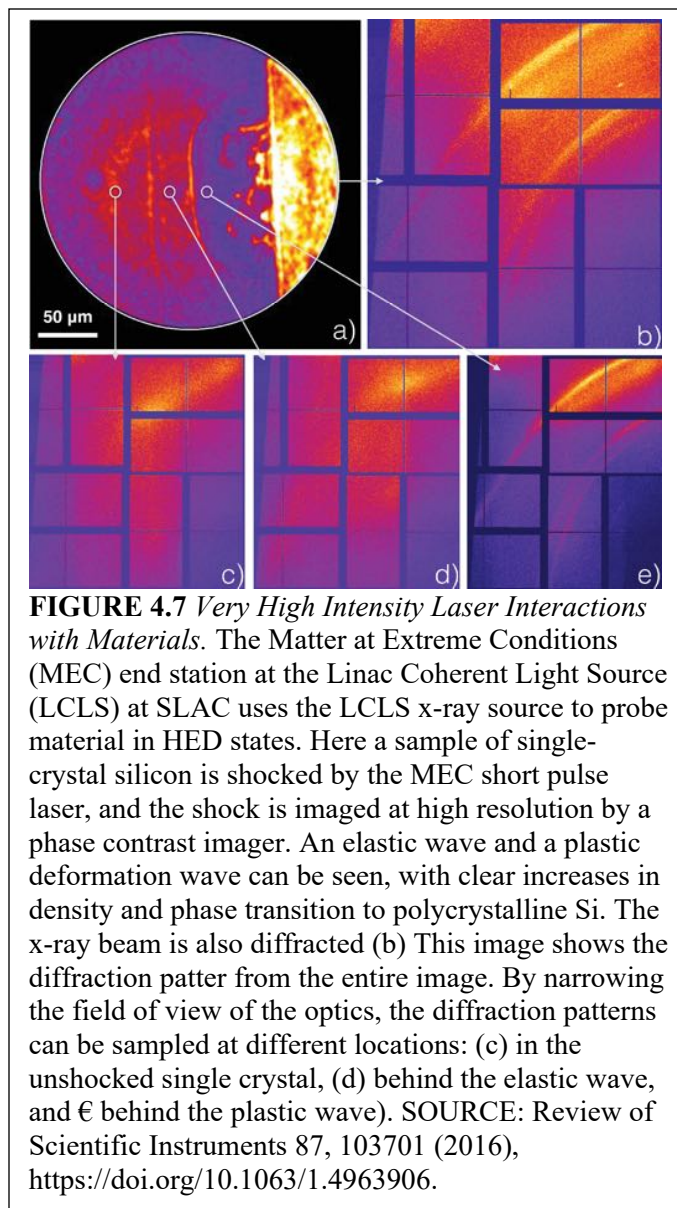 50 µm
a)
b)
c)
d)
e)
FIGURE 4.7 Very High Intensity Laser Interactions
with Materials. The Matter at Extreme Conditions
(MEC) end station at the Linac Coherent Light Source
(LCLS) at SLAC uses the LCLS x-ray source to probe
material in HED states. Here a sample of single-
crystal silicon is shocked by the MEC short pulse
laser, and the shock is imaged at high resolution by a
phase contrast imager. An elastic wave and a plastic
deformation wave can be seen, with clear increases in
density and phase transition to polycrystalline Si. The
x-ray beam is also diffracted (b) This image shows the
diffraction patter from the entire image. By narrowing
the field of view of the optics, the diffraction patterns
can be sampled at different locations: (c) in the
unshocked single crystal, (d) behind the elastic wave,
and € behind the plastic wave). SOURCE: Review of
Scientific Instruments 87, 103701 (2016),
https://doi.org/10.1063/1.4963906.